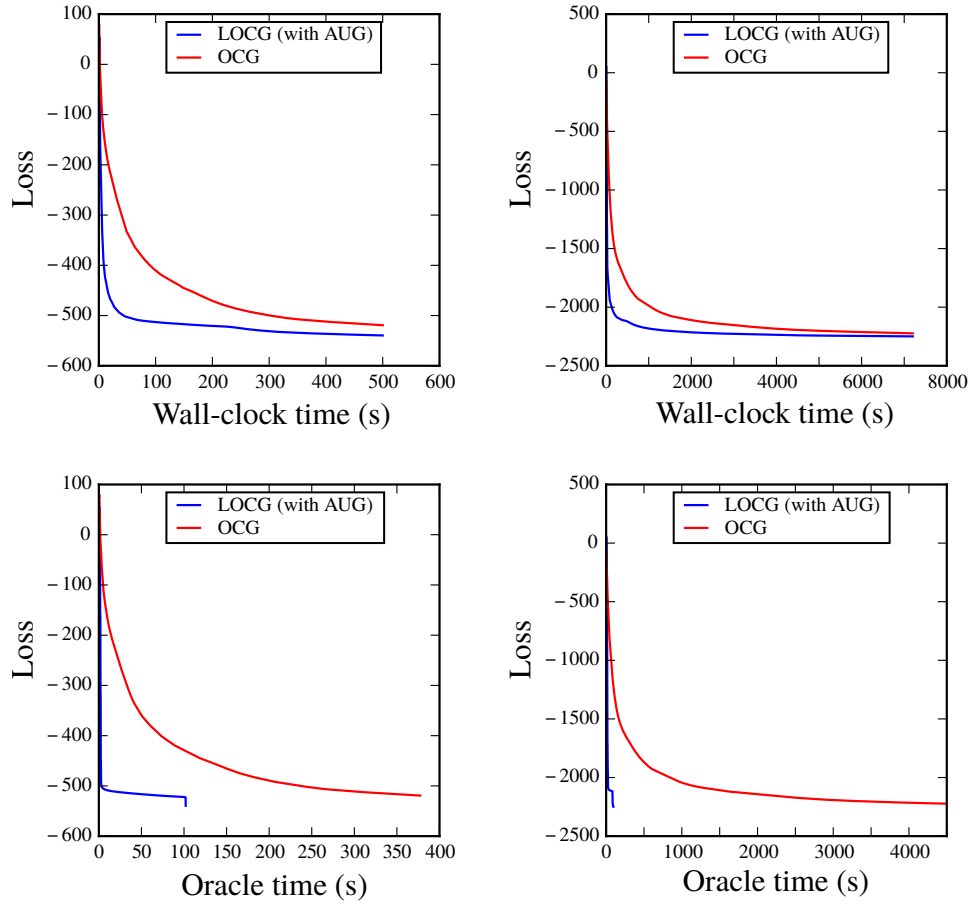 100
0
−100
−200
−300
−400
−500
−600
Loss
LOCG (with AUG)
OCG
0 100 200 300 400 500 600
Wall-clock time (s)
500
0
−500
−1000
−1500
−2000
−2500
Loss
LOCG (with AUG)
OCG
0 2000 4000 6000 8000
Wall-clock time (s)
100
0
−100
−200
−300
−400
−500
−600
Loss
LOCG (with AUG)
OCG
0 50 100 150 200 250 300 350 400
Oracle time (s)
500
0
−500
−1000
−1500
−2000
−2500
Loss
LOCG (with AUG)
OCG
0 1000 2000 3000 4000
Oracle time (s)